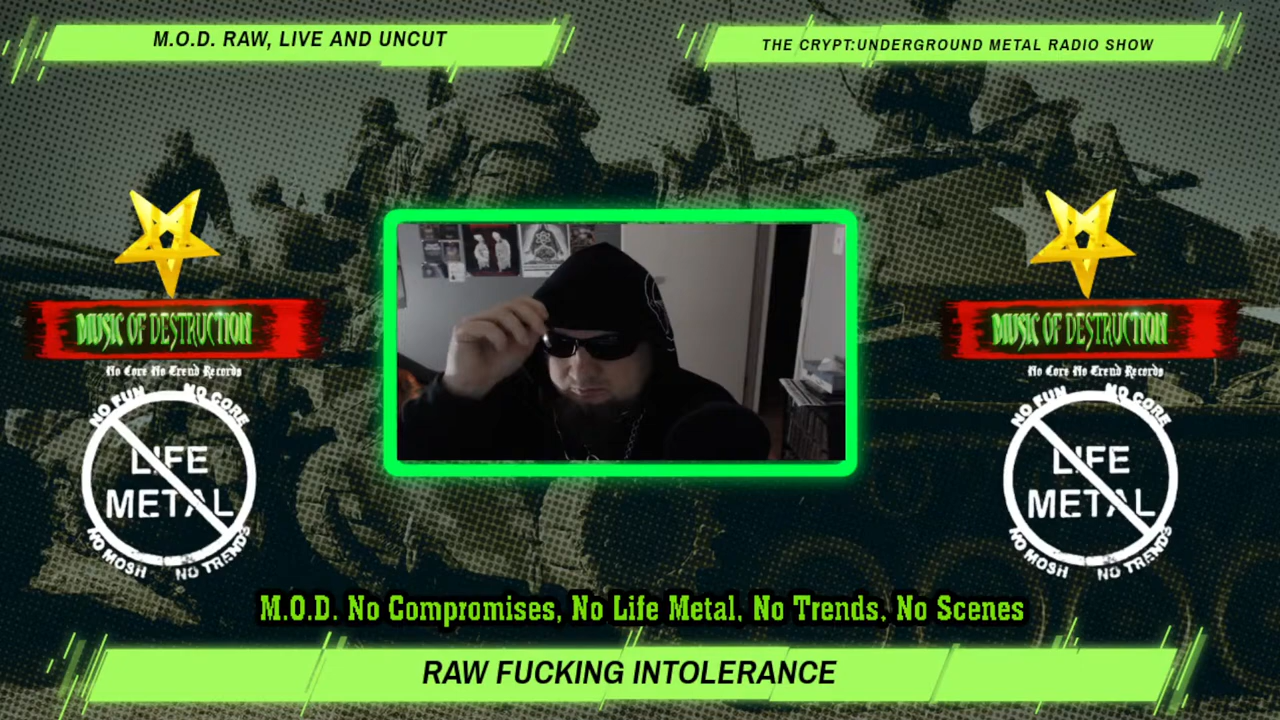 M.O.D. RAW, LIVE AND UNCUT
THE CRYPT:UNDERGROUND METAL RADIO SHOW
MUSIC OF DESTRUCTION
No Core No Trend Records
NO FUN
NO CORE
LIFE
METAL
NO MOSH
NO TRENDS
MUSIC OF DESTRUCTION
No Core No Trend Records
NO FUN
NO CORE
LIFE
METAL
NO MOSH
NO TRENDS
M.O.D. No Compromises, No Life Metal, No Trends, No Scenes
RAW FUCKING INTOLERANCE